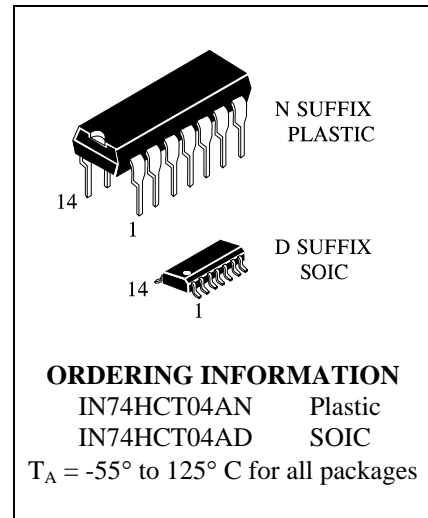 N SUFFIX
PLASTIC
14
1
D SUFFIX
SOIC
14
1
ORDERING INFORMATION
IN74HCT04AN Plastic
IN74HCT04AD SOIC
TA = -55° to 125° C for all packages